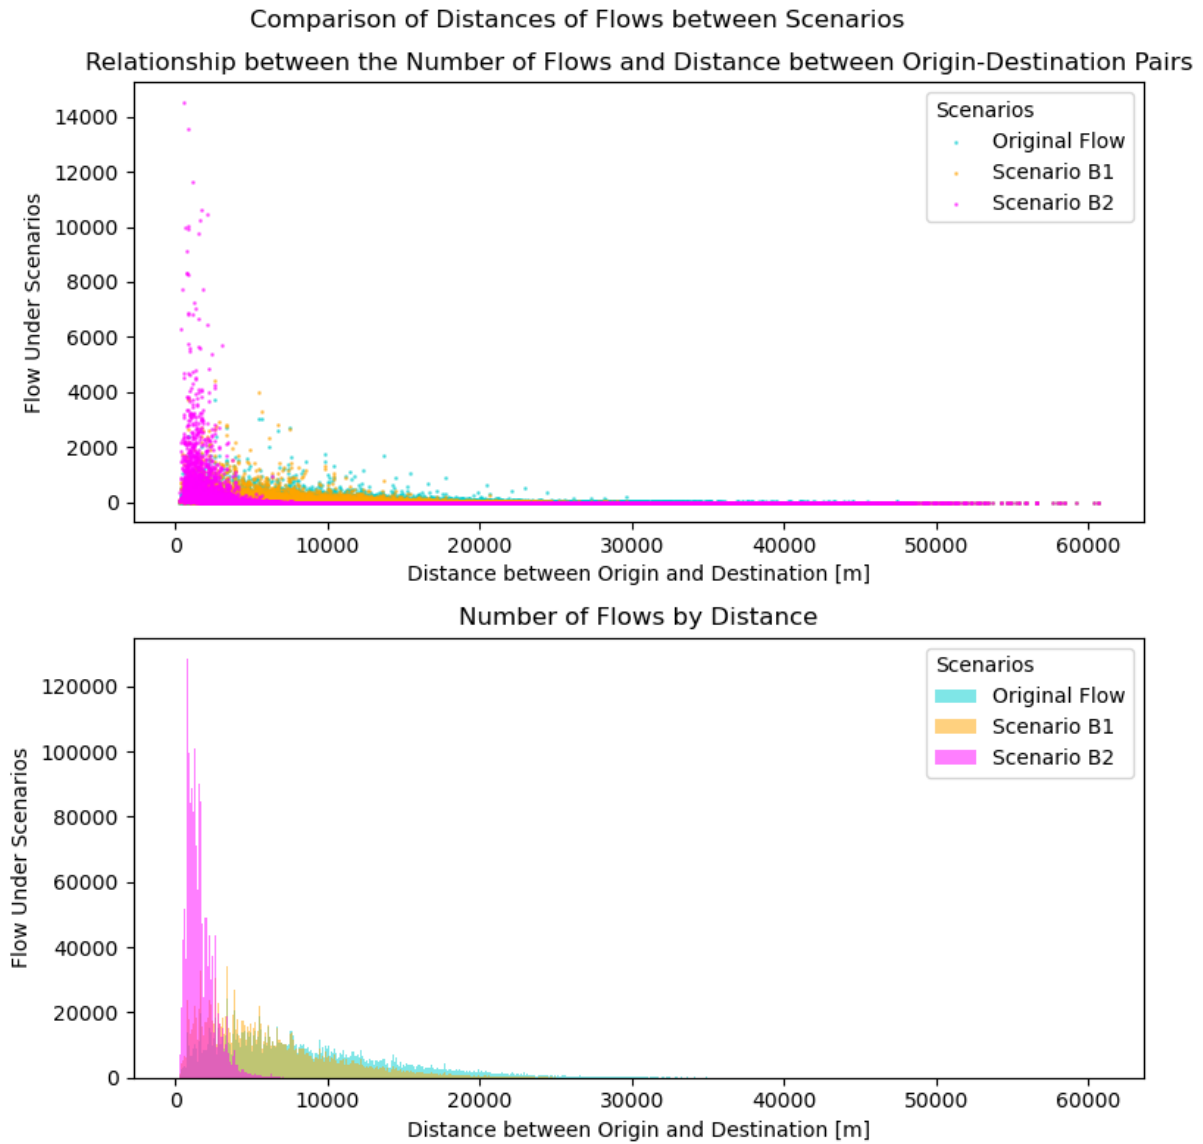 Comparison of Distances of Flows between Scenarios
Relationship between the Number of Flows and Distance between Origin-Destination Pairs
Flow Under Scenarios
14000
12000
10000
8000
6000
4000
2000
0
Scenarios
Original Flow
Scenario B1
Scenario B2
0 10000 20000 30000 40000 50000 60000
Distance between Origin and Destination [m]
Number of Flows by Distance
Flow Under Scenarios
120000
100000
80000
60000
40000
20000
0
Scenarios
Original Flow
Scenario B1
Scenario B2
0 10000 20000 30000 40000 50000 60000
Distance between Origin and Destination [m]